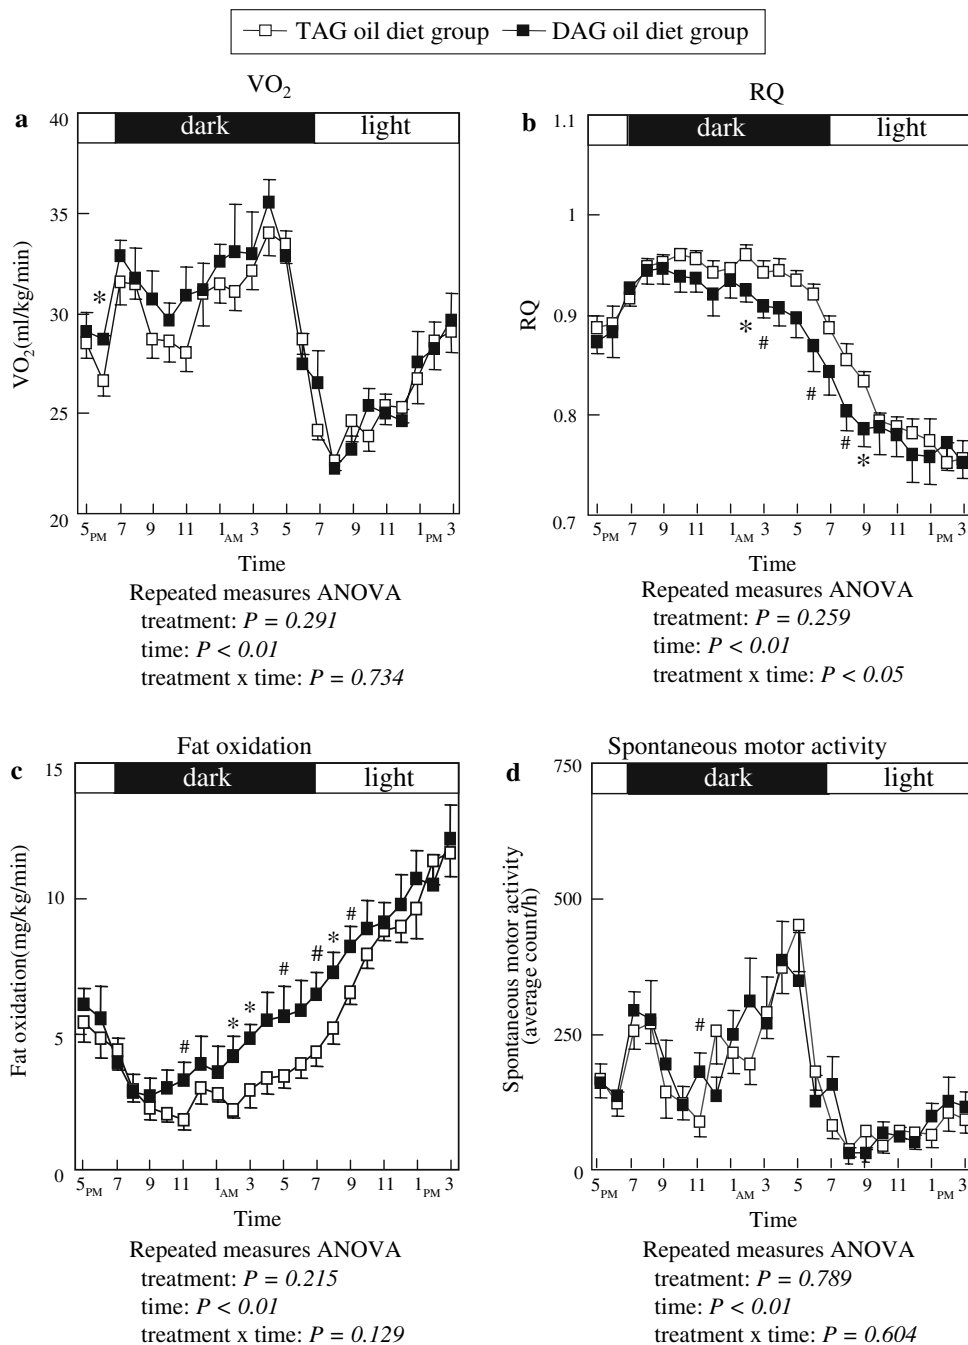 TAG oil diet group DAG oil diet group
VO2
a
40
dark light
35
30
25
20
VO2(ml/kg/min)
*
5PM 7 9 11 1AM 3 5 7 9 11 1PM 3
Time
Repeated measures ANOVA
treatment: P = 0.291
time: P < 0.01
treatment x time: P = 0.734
RQ
b
1.1
dark light
1
0.9
0.8
0.7
RQ
* # # # *
5PM 7 9 11 1AM 3 5 7 9 11 1PM 3
Time
Repeated measures ANOVA
treatment: P = 0.259
time: P < 0.01
treatment x time: P < 0.05
Fat oxidation
c
15
dark light
10
5
0
Fat oxidation(mg/kg/min)
# * * # # * #
5PM 7 9 11 1AM 3 5 7 9 11 1PM 3
Time
Repeated measures ANOVA
treatment: P = 0.215
time: P < 0.01
treatment x time: P = 0.129
Spontaneous motor activity
d
750
dark light
500
250
0
Spontaneous motor activity
(average count/h)
#
5PM 7 9 11 1AM 3 5 7 9 11 1PM 3
Time
Repeated measures ANOVA
treatment: P = 0.789
time: P < 0.01
treatment x time: P = 0.604